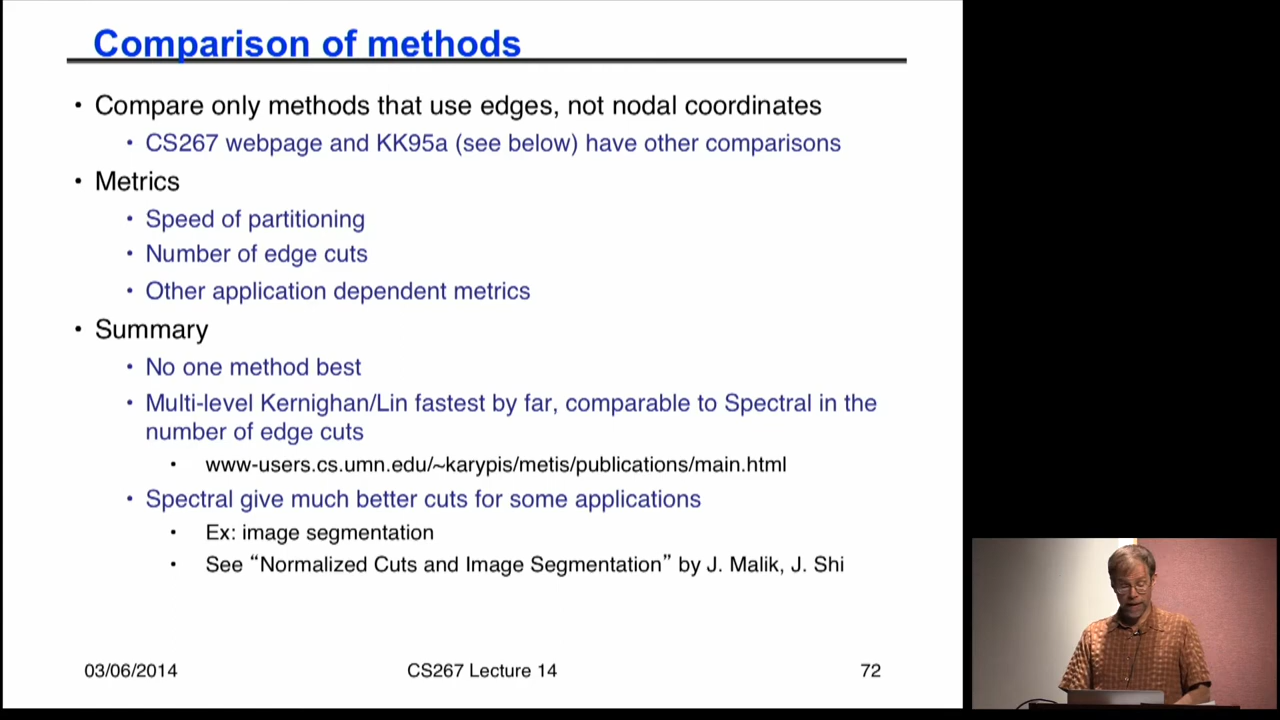 Comparison of methods
• Compare only methods that use edges, not nodal coordinates
• CS267 webpage and KK95a (see below) have other comparisons
• Metrics
• Speed of partitioning
• Number of edge cuts
• Other application dependent metrics
• Summary
• No one method best
• Multi-level Kernighan/Lin fastest by far, comparable to Spectral in the
number of edge cuts
• www-users.cs.umn.edu/~karypis/metis/publications/main.html
• Spectral give much better cuts for some applications
• Ex: image segmentation
• See “Normalized Cuts and Image Segmentation” by J. Malik, J. Shi
03/06/2014 CS267 Lecture 14 72